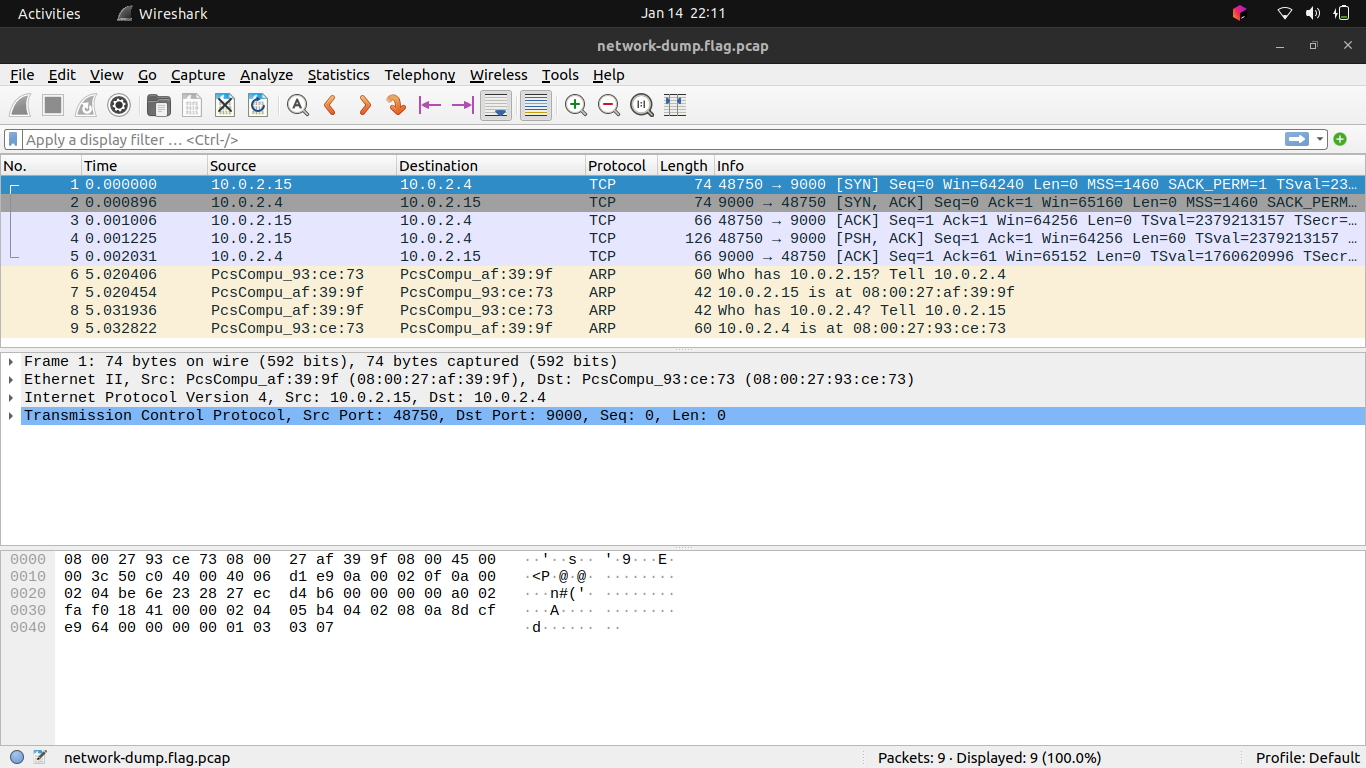 Activities Wireshark Jan 14 22:11
network-dump.flag.pcap
File Edit View Go Capture Analyze Statistics Telephony Wireless Tools Help
Apply a display filter … <Ctrl-/>
No. Time Source Destination Protocol Length Info
1 0.000000 10.0.2.15 10.0.2.4 TCP 74 48750 → 9000 [SYN] Seq=0 Win=64240 Len=0 MSS=1460 SACK_PERM=1 TSval=23…
2 0.000896 10.0.2.4 10.0.2.15 TCP 74 9000 → 48750 [SYN, ACK] Seq=0 Ack=1 Win=65160 Len=0 MSS=1460 SACK_PERM…
3 0.001006 10.0.2.15 10.0.2.4 TCP 66 48750 → 9000 [ACK] Seq=1 Ack=1 Win=64256 Len=0 TSval=2379213157 TSecr=…
4 0.001225 10.0.2.15 10.0.2.4 TCP 126 48750 → 9000 [PSH, ACK] Seq=1 Ack=1 Win=64256 Len=60 TSval=2379213157 …
5 0.002031 10.0.2.4 10.0.2.15 TCP 66 9000 → 48750 [ACK] Seq=1 Ack=61 Win=65152 Len=0 TSval=1760620996 TSecr…
6 5.020406 PcsCompu_93:ce:73 PcsCompu_af:39:9f ARP 60 Who has 10.0.2.15? Tell 10.0.2.4
7 5.020454 PcsCompu_af:39:9f PcsCompu_93:ce:73 ARP 42 10.0.2.15 is at 08:00:27:af:39:9f
8 5.031936 PcsCompu_af:39:9f PcsCompu_93:ce:73 ARP 42 Who has 10.0.2.4? Tell 10.0.2.15
9 5.032822 PcsCompu_93:ce:73 PcsCompu_af:39:9f ARP 60 10.0.2.4 is at 08:00:27:93:ce:73
Frame 1: 74 bytes on wire (592 bits), 74 bytes captured (592 bits)
Ethernet II, Src: PcsCompu_af:39:9f (08:00:27:af:39:9f), Dst: PcsCompu_93:ce:73 (08:00:27:93:ce:73)
Internet Protocol Version 4, Src: 10.0.2.15, Dst: 10.0.2.4
Transmission Control Protocol, Src Port: 48750, Dst Port: 9000, Seq: 0, Len: 0
0000 08 00 27 93 ce 73 08 00 27 af 39 9f 08 00 45 00 ··'··s·· '·9···E·
0010 00 3c 50 c0 40 00 40 06 d1 e9 0a 00 02 0f 0a 00 ·<P·@·@· ········
0020 02 04 be 6e 23 28 27 ec d4 b6 00 00 00 00 a0 02 ···n#('· ········
0030 fa f0 18 41 00 00 02 04 05 b4 04 02 08 0a 8d cf ···A···· ········
0040 e9 64 00 00 00 00 01 03 03 07 ·d······ ··
network-dump.flag.pcap Packets: 9 · Displayed: 9 (100.0%) Profile: Default